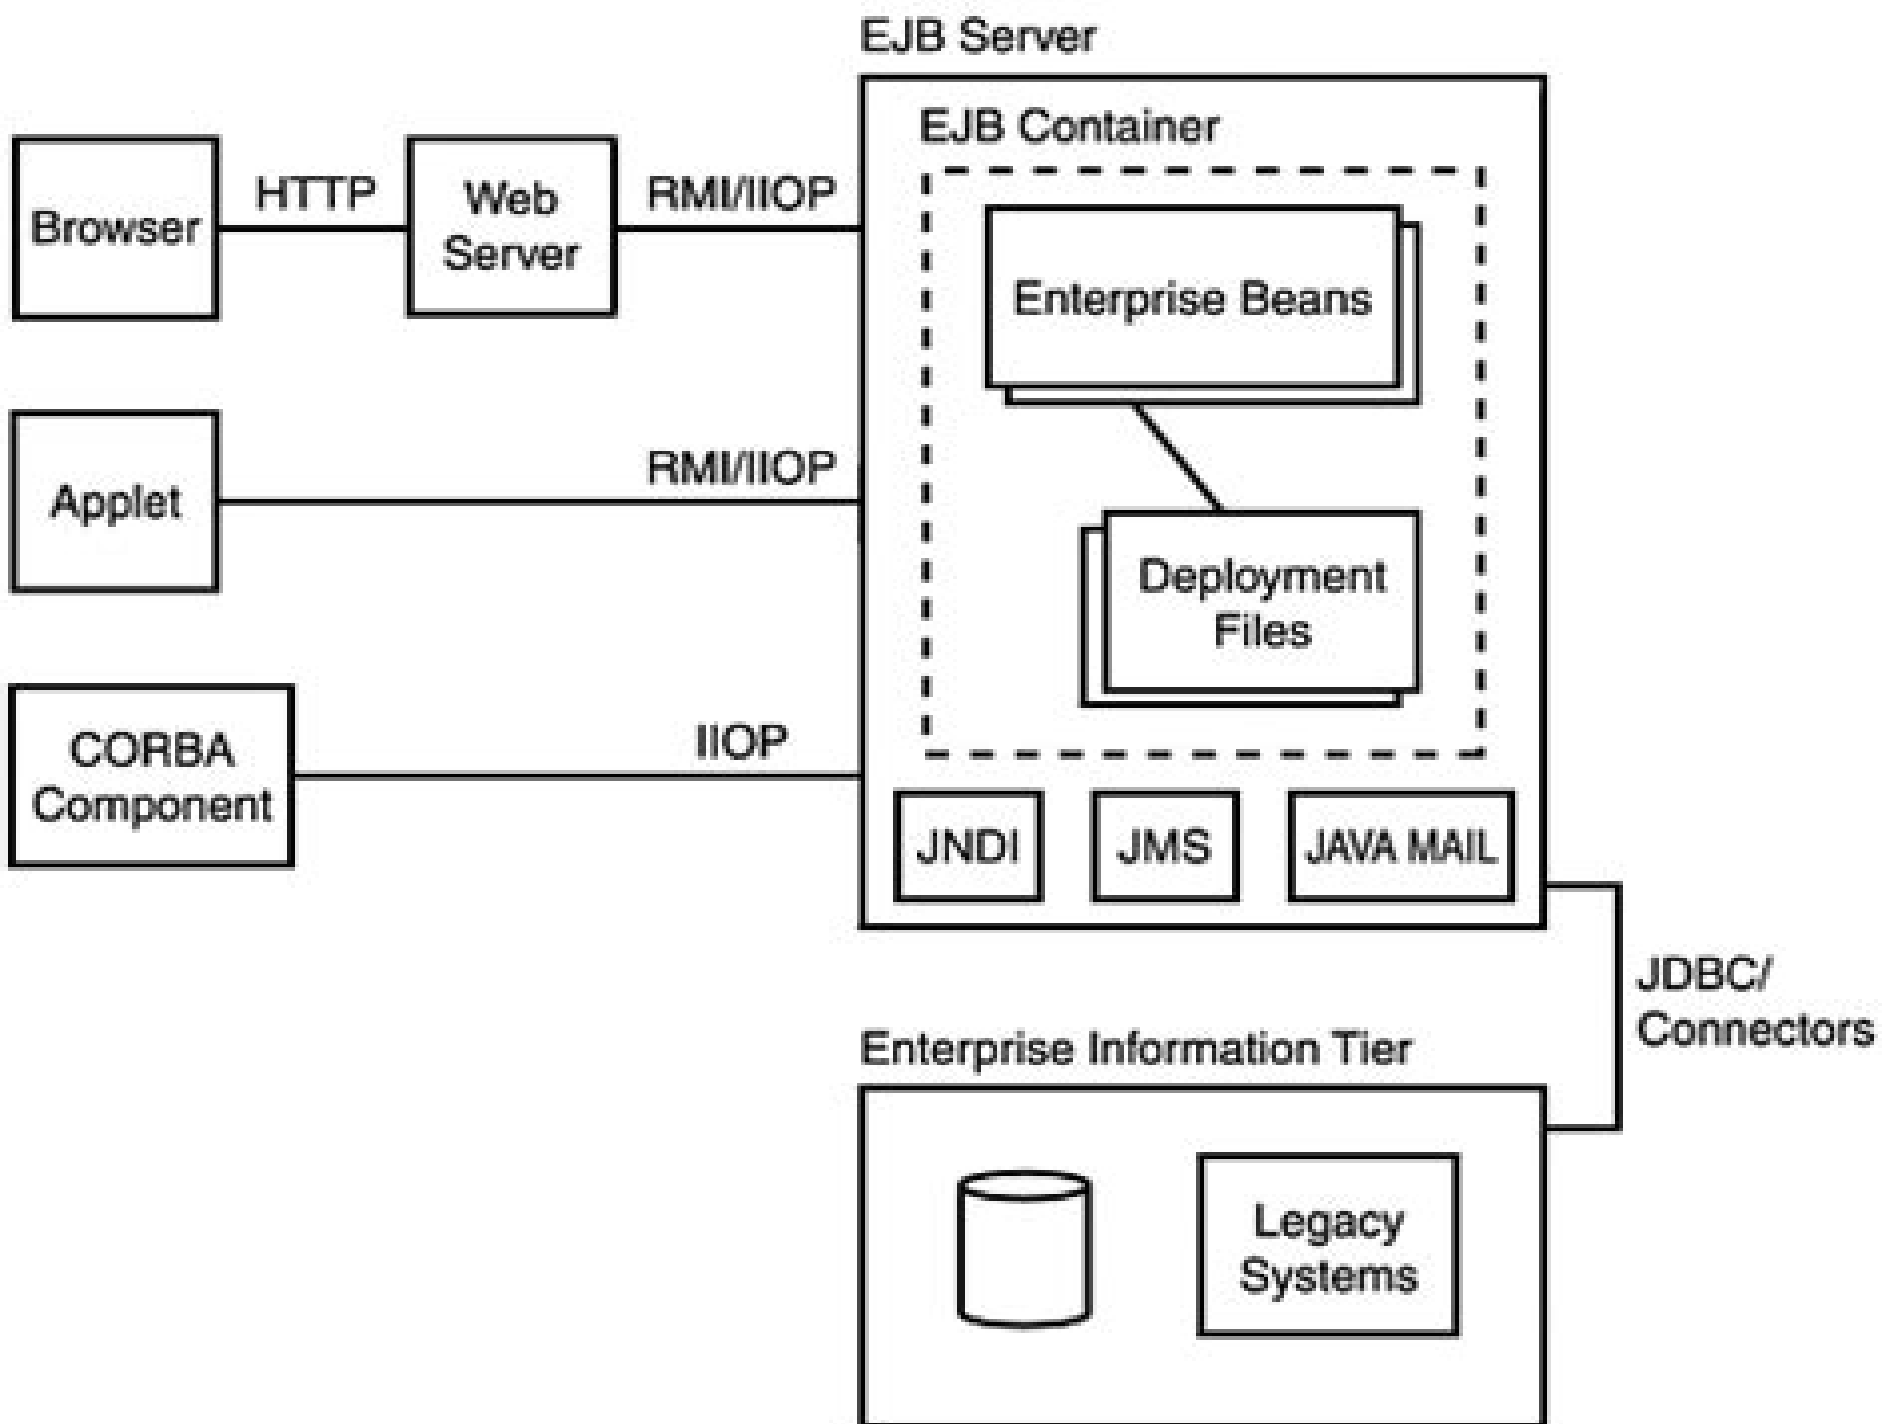 EJB Server
EJB Container
Browser
HTTP
Web
Server
RMI/IIOP
Enterprise Beans
Applet
RMI/IIOP
Deployment
Files
CORBA
Component
IIOP
JNDI
JMS
JAVA MAIL
JDBC/
Connectors
Enterprise Information Tier
Legacy
Systems